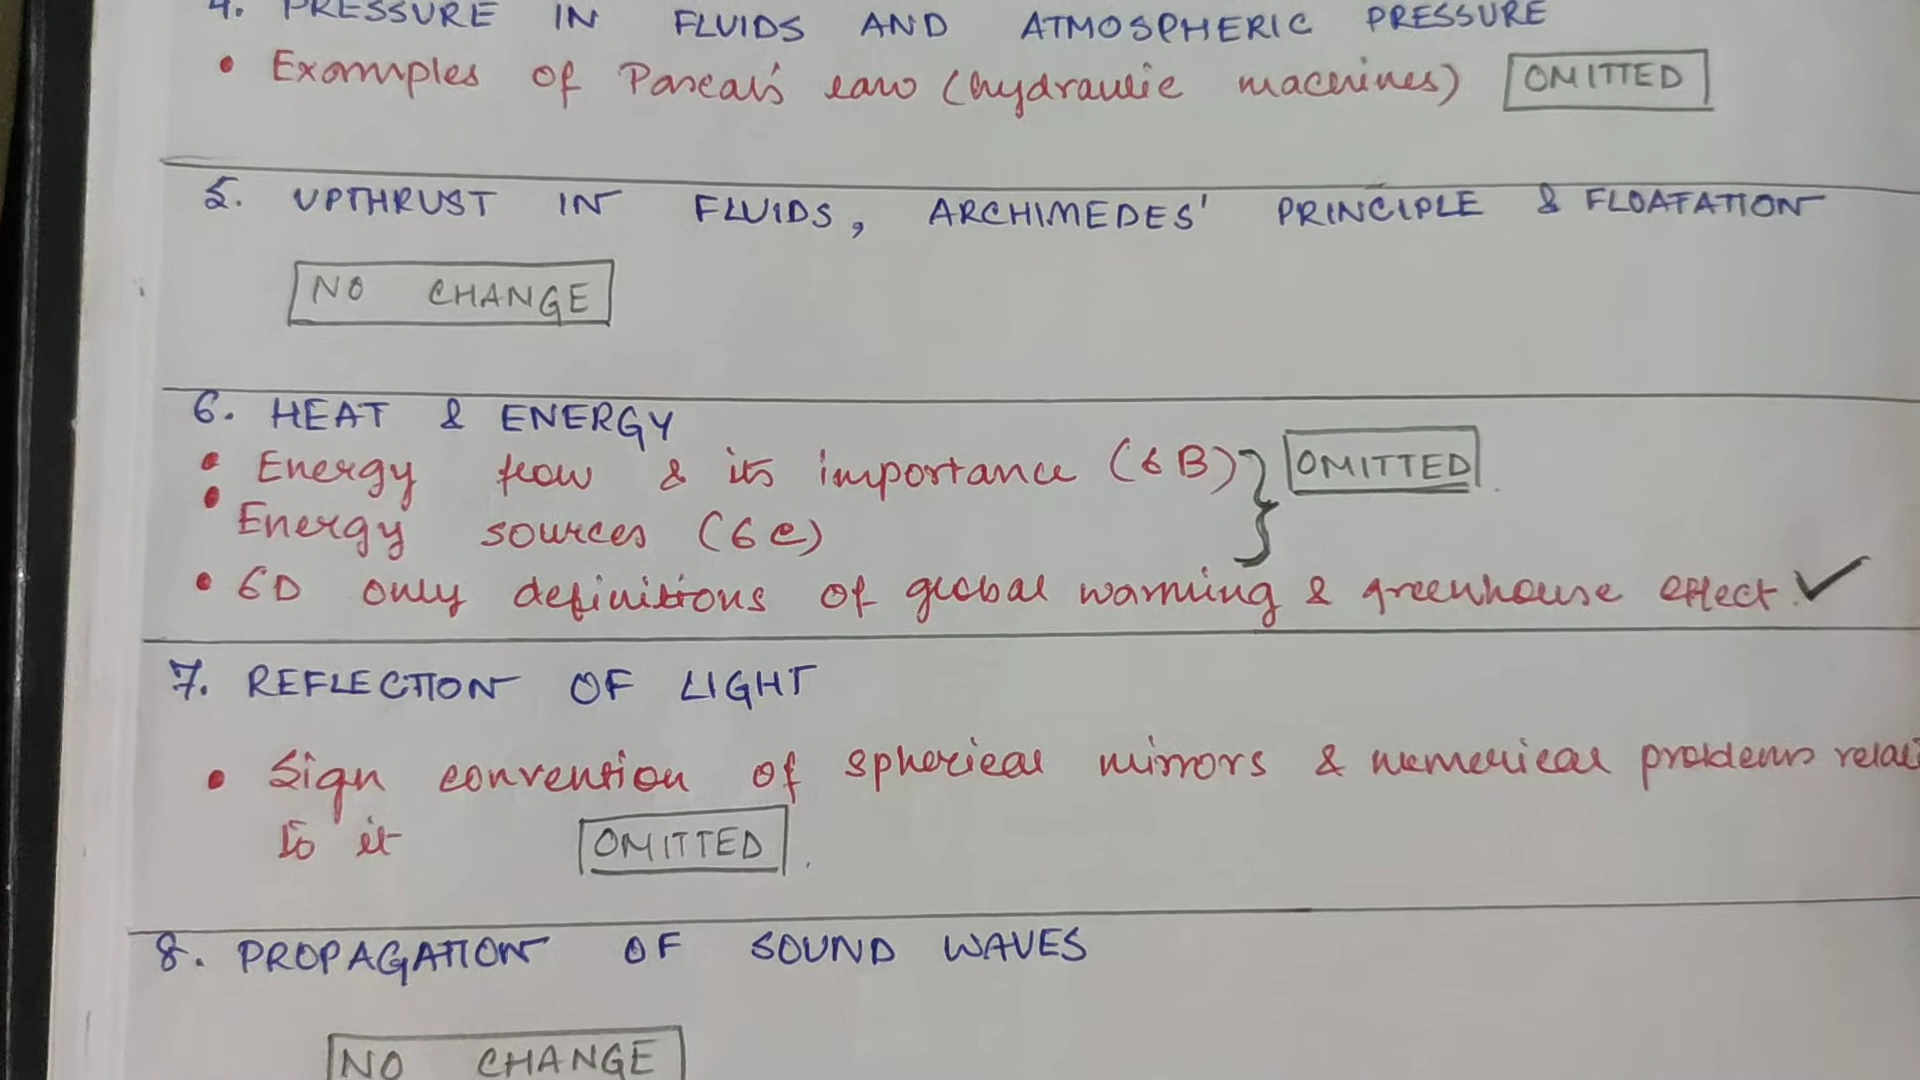 4. PRESSURE IN FLUIDS AND ATMOSPHERIC PRESSURE
• Examples of Pascal's law (hydraulic machines) OMITTED
5. UPTHRUST IN FLUIDS, ARCHIMEDES' PRINCIPLE & FLOATATION
NO CHANGE
6. HEAT & ENERGY
• Energy flow & its importance (6B) } OMITTED
• Energy sources (6C)
• 6D only definitions of global warming & greenhouse effect. ✓
7. REFLECTION OF LIGHT
• Sign convention of spherical mirrors & numerical problems relat
to it OMITTED.
8. PROPAGATION OF SOUND WAVES
NO CHANGE